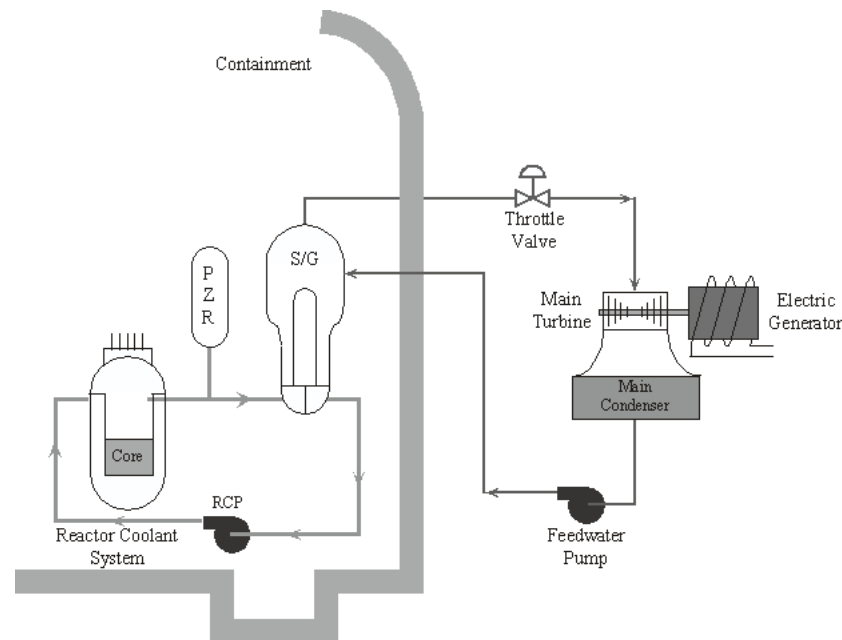 Containment
Throttle
Valve
S/G
P
Z
R
Main
Turbine
Electric
Generator
Main
Condenser
Core
RCP
Reactor Coolant
System
Feedwater
Pump